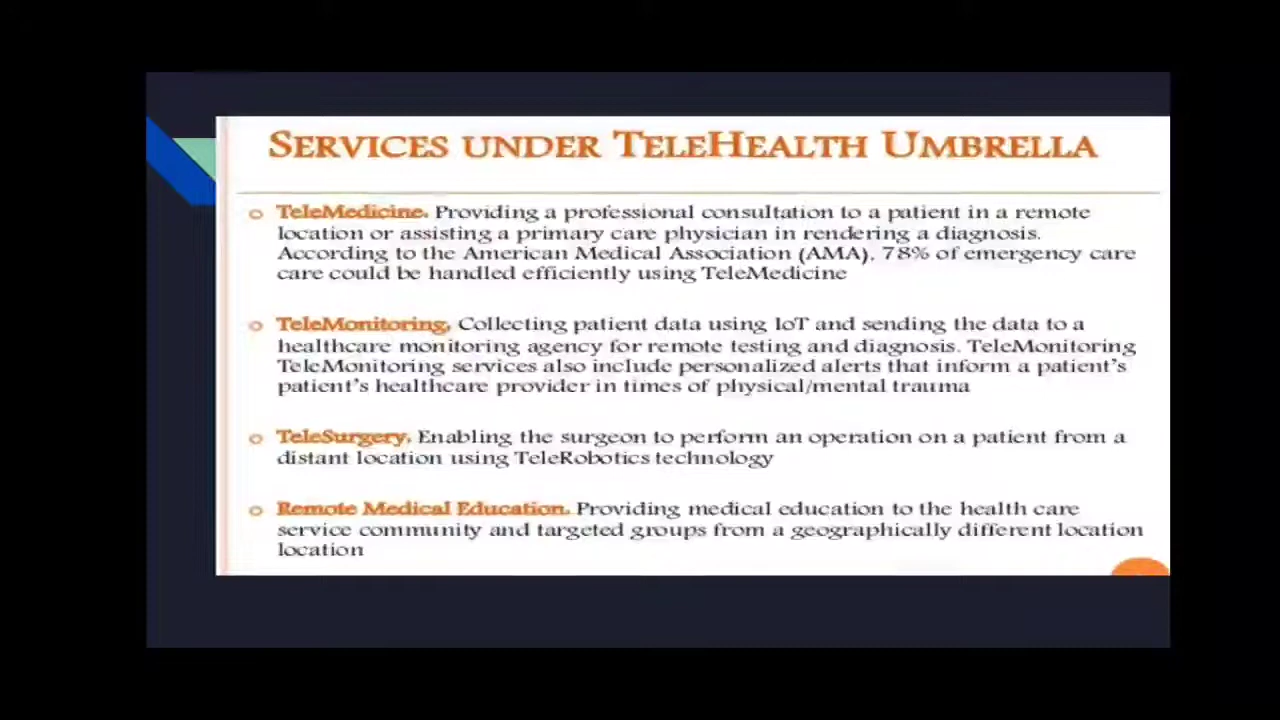 SERVICES UNDER TELEHEALTH UMBRELLA
TeleMedicine. Providing a professional consultation to a patient in a remote
location or assisting a primary care physician in rendering a diagnosis.
According to the American Medical Association (AMA), 78% of emergency care
care could be handled efficiently using TeleMedicine
TeleMonitoring. Collecting patient data using IoT and sending the data to a
healthcare monitoring agency for remote testing and diagnosis. TeleMonitoring
TeleMonitoring services also include personalized alerts that inform a patient's
patient's healthcare provider in times of physical/mental trauma
TeleSurgery. Enabling the surgeon to perform an operation on a patient from a
distant location using TeleRobotics technology
Remote Medical Education. Providing medical education to the health care
service community and targeted groups from a geographically different location
location